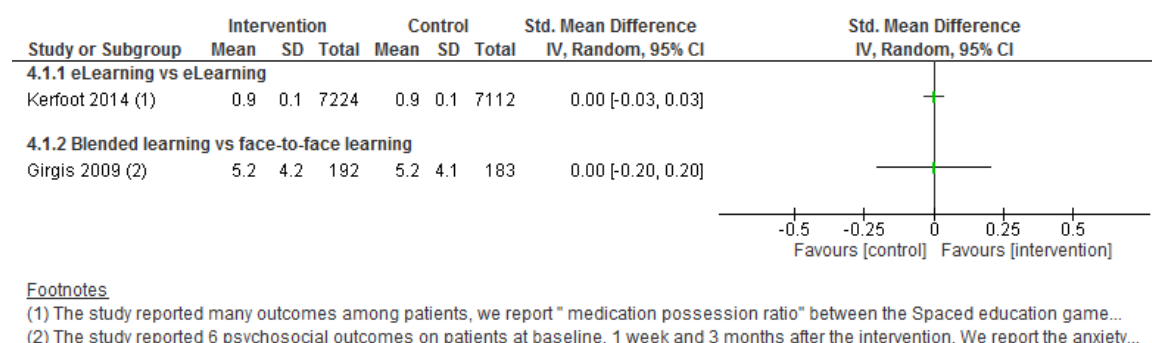 Intervention Control Std. Mean Difference Std. Mean Difference
Study or Subgroup Mean SD Total Mean SD Total IV, Random, 95% CI IV, Random, 95% CI
4.1.1 eLearning vs eLearning
Kerfoot 2014 (1) 0.9 0.1 7224 0.9 0.1 7112 0.00 [-0.03, 0.03]
4.1.2 Blended learning vs face-to-face learning
Girgis 2009 (2) 5.2 4.2 192 5.2 4.1 183 0.00 [-0.20, 0.20]
-0.5 -0.25 0 0.25 0.5
Favours [control] Favours [intervention]
Footnotes
(1) The study reported many outcomes among patients, we report " medication possession ratio" between the Spaced education game...
(2) The study reported 6 psychosocial outcomes on patients at baseline, 1 week and 3 months after the intervention. We report the anxiety...